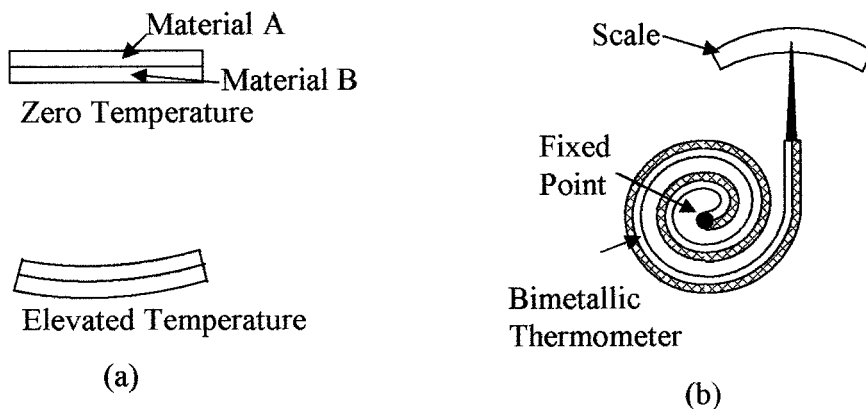 Material A
Material B
Zero Temperature
Elevated Temperature
(a)
Scale
Fixed
Point
Bimetallic
Thermometer
(b)